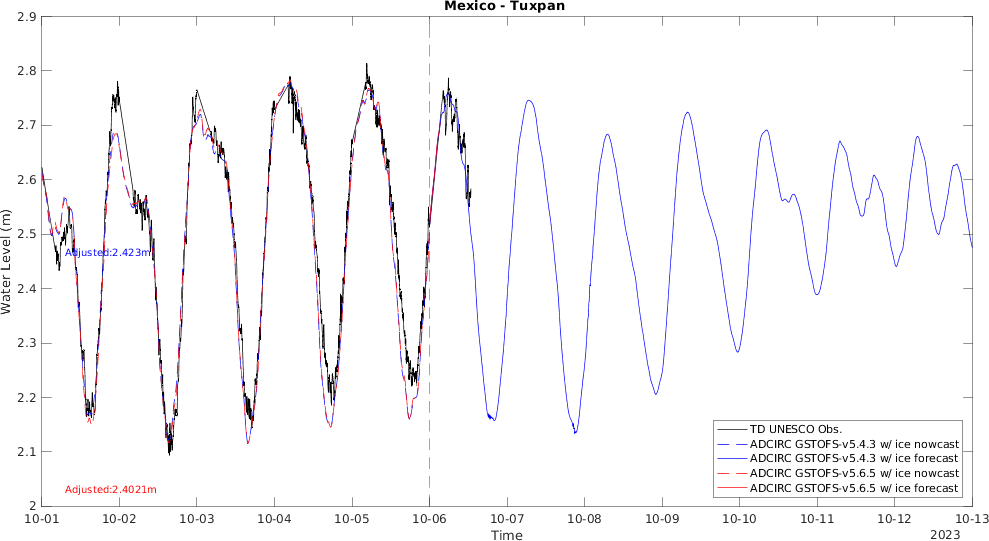 Mexico - Tuxpan
2.9
2.8
2.7
2.6
2.5
2.4
2.3
2.2
2.1
2
Water Level (m)
Adjusted:2.423m
Adjusted:2.4021m
TD UNESCO Obs.
ADCIRC GSTOFS-v5.4.3 w/ ice nowcast
ADCIRC GSTOFS-v5.4.3 w/ ice forecast
ADCIRC GSTOFS-v5.6.5 w/ ice nowcast
ADCIRC GSTOFS-v5.6.5 w/ ice forecast
10-01 10-02 10-03 10-04 10-05 10-06 10-07 10-08 10-09 10-10 10-11 10-12 10-13
Time
2023